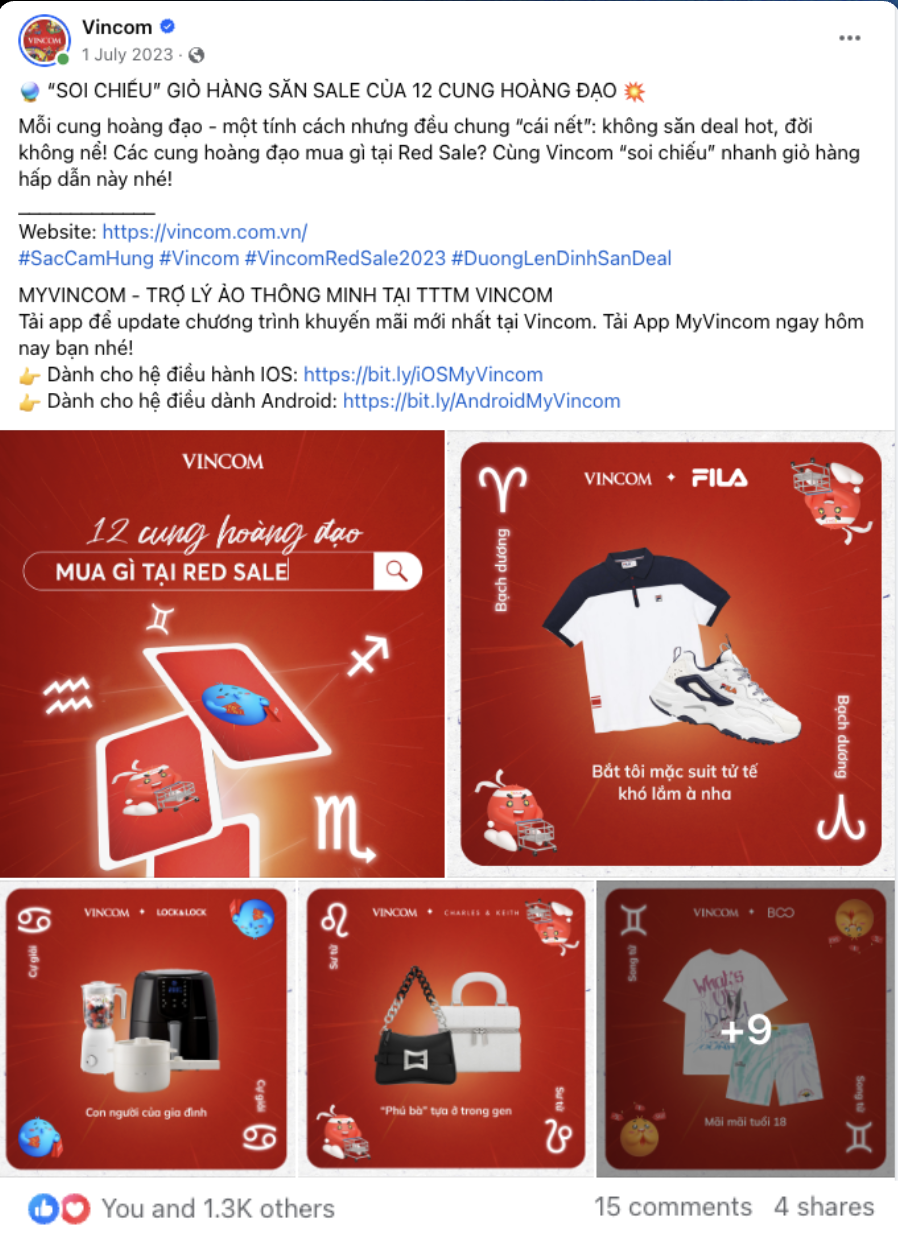 Vincom
1 July 2023 ·
"SOI CHIẾU" GIỎ HÀNG SĂN SALE CỦA 12 CUNG HOÀNG ĐẠO
Mỗi cung hoàng đạo - một tính cách nhưng đều chung "cái nết": không săn deal hot, đời
không nể! Các cung hoàng đạo mua gì tại Red Sale? Cùng Vincom "soi chiếu" nhanh giỏ hàng
hấp dẫn này nhé!
_______________
Website: https://vincom.com.vn/
#SacCamHung #Vincom #VincomRedSale2023 #DuongLenDinhSanDeal
MYVINCOM - TRỢ LÝ ẢO THÔNG MINH TẠI TTTM VINCOM
Tải app để update chương trình khuyến mãi mới nhất tại Vincom. Tải App MyVincom ngay hôm
nay bạn nhé!
Dành cho hệ điều hành IOS: https://bit.ly/iOSMyVincom
Dành cho hệ điều dành Android: https://bit.ly/AndroidMyVincom
VINCOM
12 cung hoàng đạo
MUA GÌ TẠI RED SALE
VINCOM FILA
Bạch dương
Bắt tôi mặc suit tử tế
khó lắm à nha
Bạch dương
VINCOM LOCK&LOCK
Cự giải
Con người của gia đình
Cự giải
VINCOM CHARLES & KEITH
Sư tử
"Phú bà" tựa ở trong gen
Sư tử
VINCOM BOO
Song tử
WHAT'S
+9
Mãi mãi tuổi 18
Song tử
You and 1.3K others
15 comments 4 shares